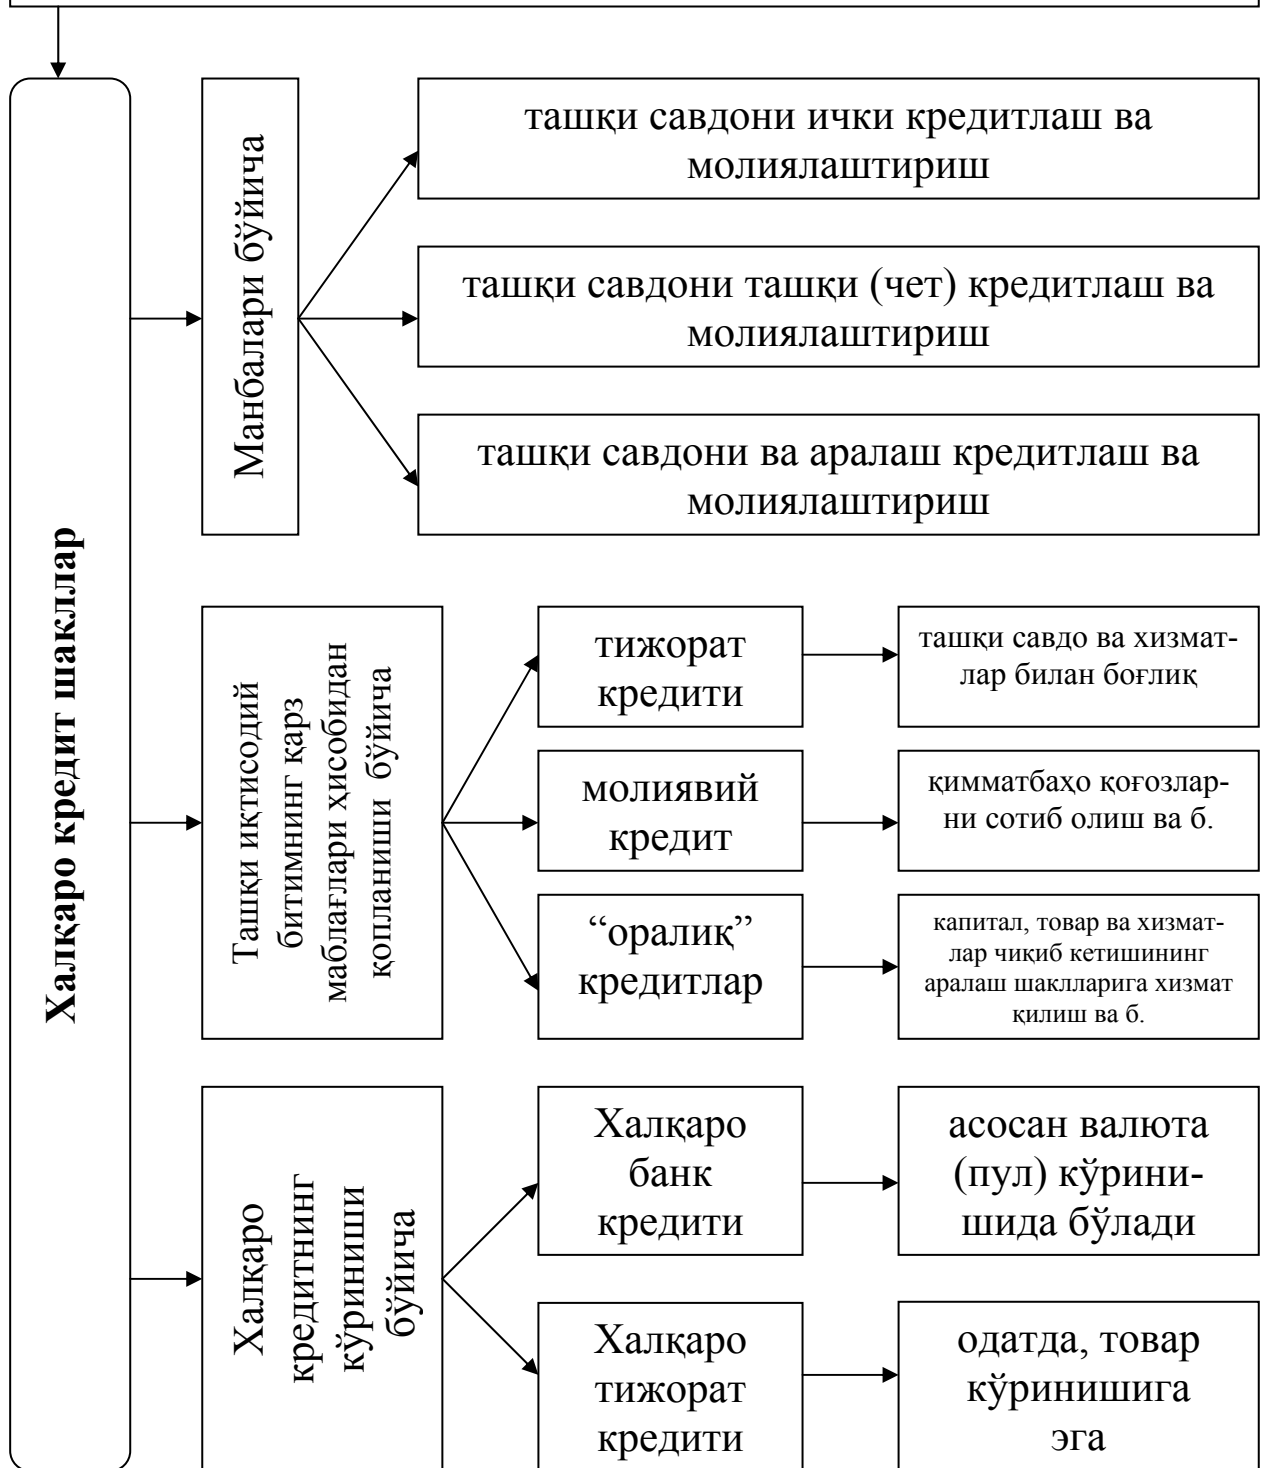 Халқаро кредит шакллар
Манбалари бўйича
ташқи савдони ички кредитлаш ва
молиялаштириш
ташқи савдони ташқи (чет) кредитлаш ва
молиялаштириш
ташқи савдони ва аралаш кредитлаш ва
молиялаштириш
Ташқи иқтисодий
битимнинг қарз
маблағлари ҳисобидан
қопланиши бўйича
тижорат
кредити
ташқи савдо ва хизмат-
лар билан боғлиқ
молиявий
кредит
қимматбаҳо қоғозлар-
ни сотиб олиш ва б.
“оралиқ”
кредитлар
капитал, товар ва хизмат-
лар чиқиб кетишининг
аралаш шаклларига хизмат
қилиш ва б.
Халқаро
кредитнинг
кўриниши
бўйича
Халқаро
банк
кредити
асосан валюта
(пул) кўрини-
шида бўлади
Халқаро
тижорат
кредити
одатда, товар
кўринишига
эга